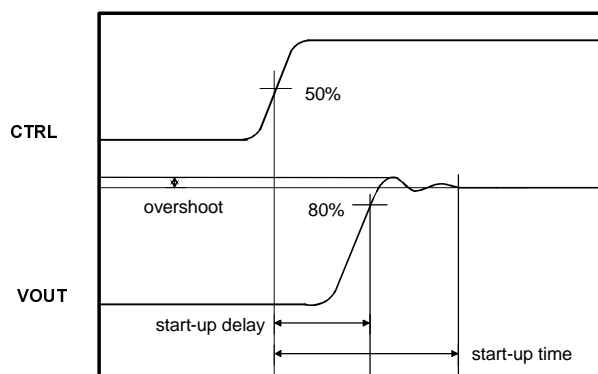 50%
CTRL
overshoot
80%
VOUT
start-up delay
start-up time